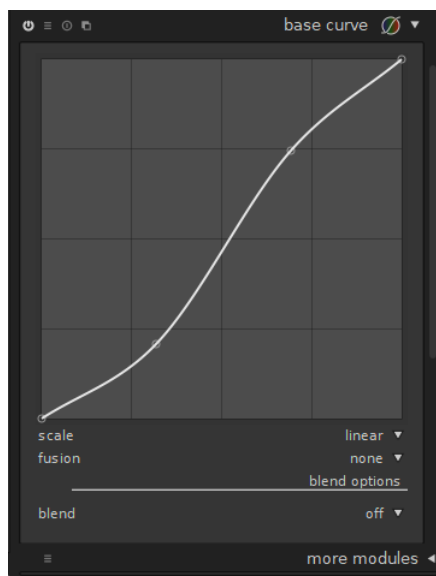 base curve
scale linear
fusion none
blend options
blend off
more modules